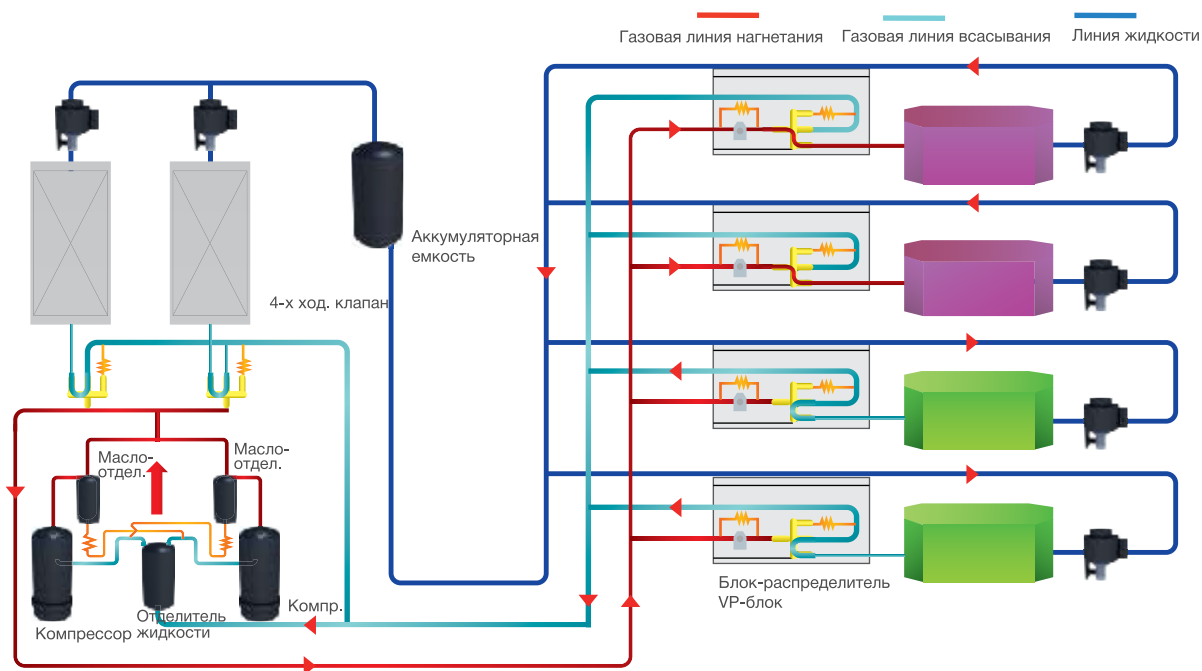 Газовая линия нагнетания
Газовая линия всасывания
Линия жидкости
Аккумуляторная
емкость
4-х ход. клапан
Масло-
отдел.
Масло-
отдел.
Компрессор
Отделитель
жидкости
Компр.
Блок-распределитель
VP-блок